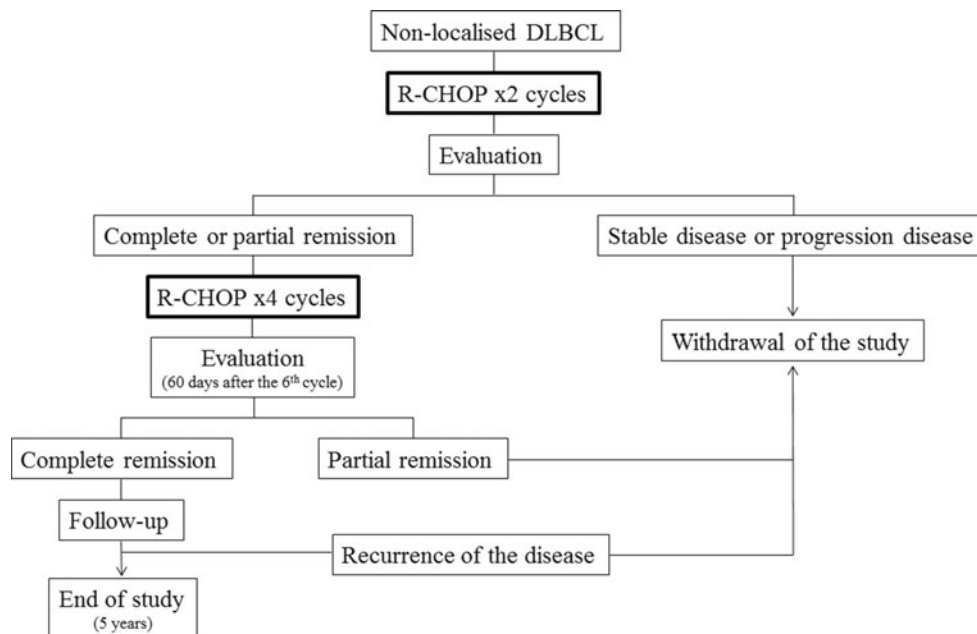 Non-localised DLBCL
R-CHOP x2 cycles
Evaluation
Complete or partial remission
Stable disease or progression disease
R-CHOP x4 cycles
Withdrawal of the study
Evaluation
(60 days after the 6th cycle)
Complete remission
Partial remission
Follow-up
Recurrence of the disease
End of study
(5 years)